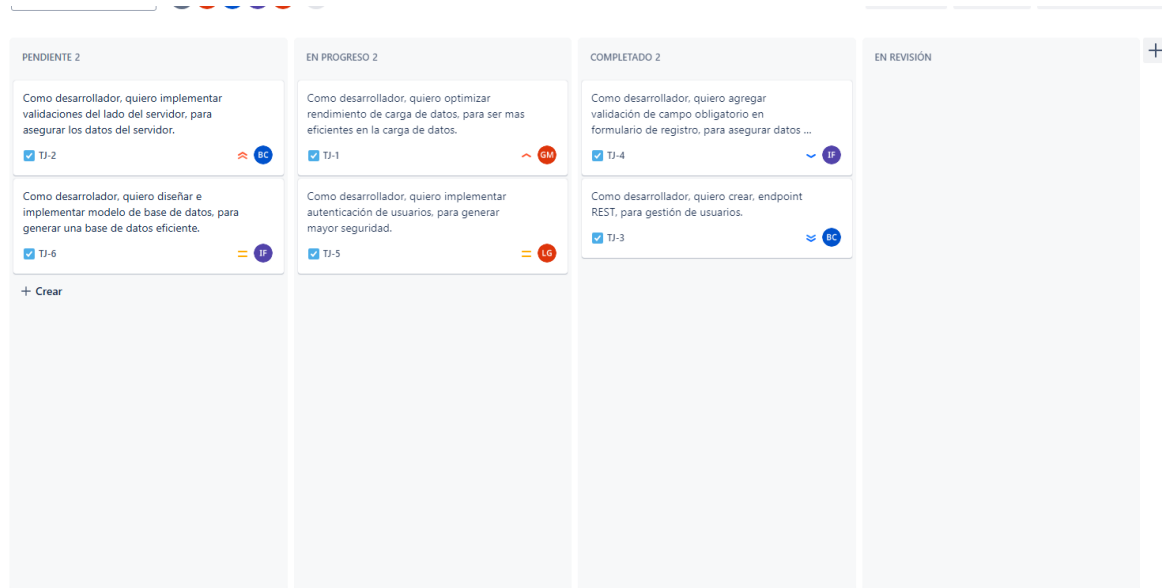 PENDIENTE 2
Como desarrollador, quiero implementar
validaciones del lado del servidor, para
asegurar los datos del servidor.
TJ-2
BC
Como desarrolador, quiero diseñar e
implementar modelo de base de datos, para
generar una base de datos eficiente.
TJ-6
IF
+ Crear
EN PROGRESO 2
Como desarrollador, quiero optimizar
rendimiento de carga de datos, para ser mas
eficientes en la carga de datos.
TJ-1
GM
Como desarrollador, quiero implementar
autenticación de usuarios, para generar
mayor seguridad.
TJ-5
LG
COMPLETADO 2
Como desarrollador, quiero agregar
validación de campo obligatorio en
formulario de registro, para asegurar datos ...
TJ-4
IF
Como desarrollador, quiero crear, endpoint
REST, para gestión de usuarios.
TJ-3
BC
EN REVISIÓN